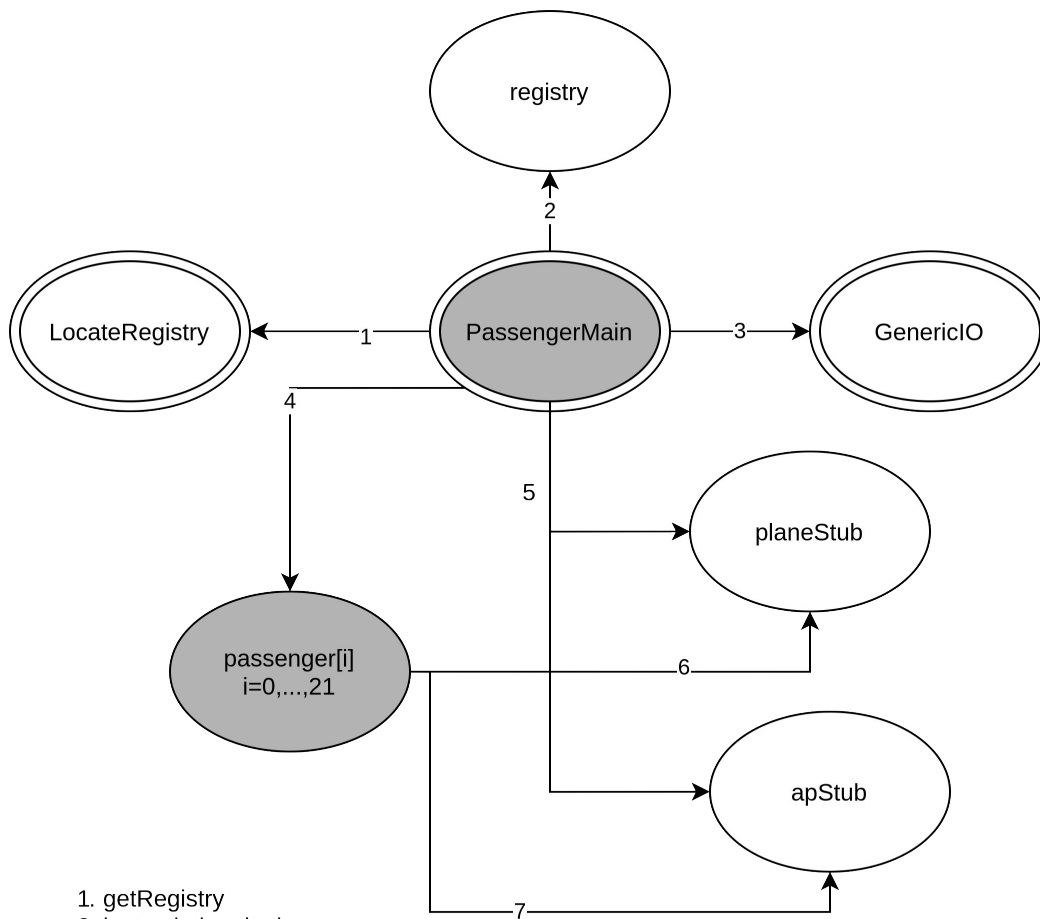 registry
2
LocateRegistry
1
PassengerMain
3
GenericIO
4
5
planeStub
passenger[i]
i=0,...,21
6
apStub
1. getRegistry
7